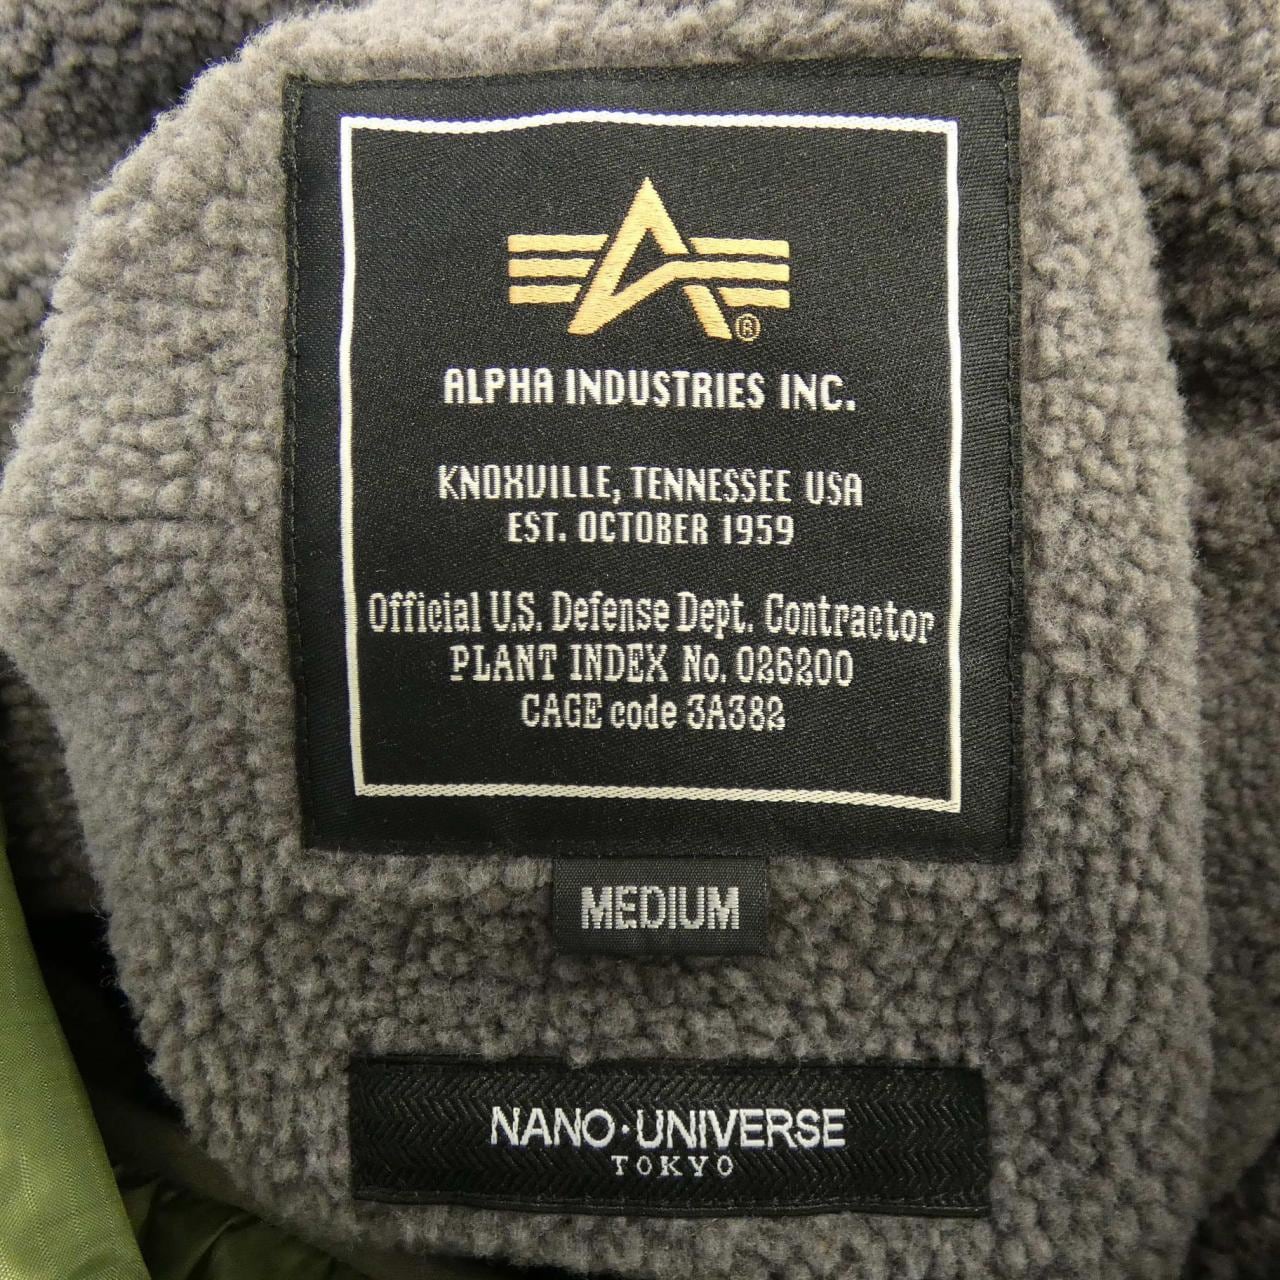 ALPHA INDUSTRIES INC.
KNOXVILLE, TENNESSEE USA
EST. OCTOBER 1959
Official U.S. Defense Dept. Contractor
PLANT INDEX No. 026200
CAGE code 3A382
MEDIUM
NANO·UNIVERSE
TOKYO